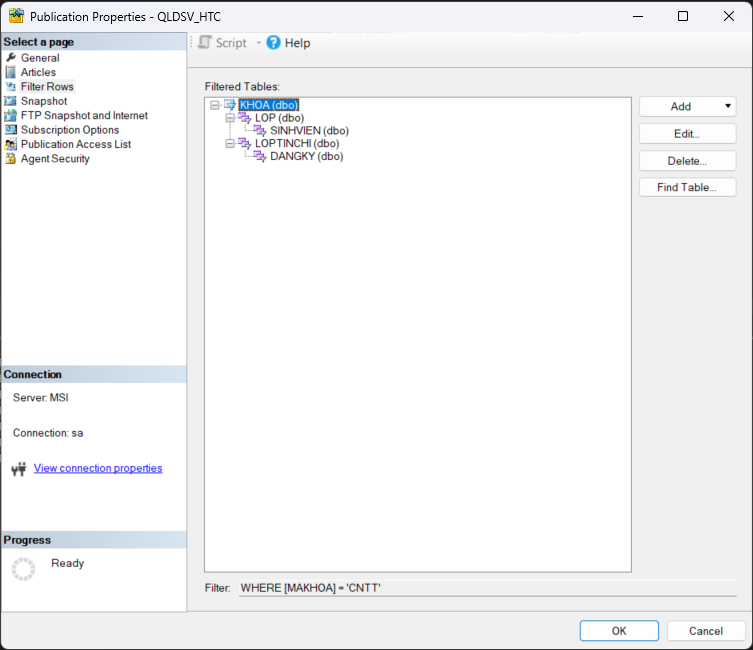 Publication Properties - QLDSV_HTC
Select a page
General
Articles
Filter Rows
Snapshot
FTP Snapshot and Internet
Subscription Options
Publication Access List
Agent Security
Connection
Server: MSI
Connection: sa
View connection properties
Progress
Ready
Script
Help
Filtered Tables:
KHOA (dbo)
LOP (dbo)
SINHVIEN (dbo)
LOPTINCHI (dbo)
DANGKY (dbo)
Add
Edit...
Delete...
Find Table...
Filter: WHERE [MAKHOA] = 'CNTT'
OK
Cancel